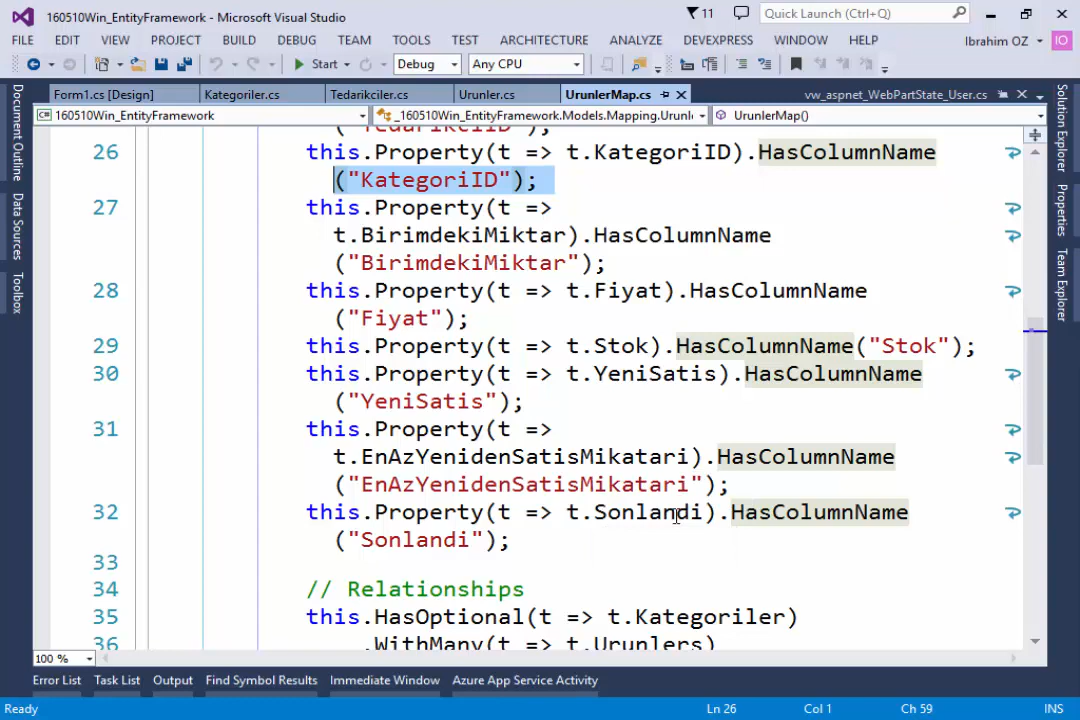 160510Win_EntityFramework - Microsoft Visual Studio
11
Quick Launch (Ctrl+Q)
FILE EDIT VIEW PROJECT BUILD DEBUG TEAM TOOLS TEST ARCHITECTURE ANALYZE DEVEXPRESS WINDOW HELP
Ibrahim OZ
IO
Start
Debug
Any CPU
Form1.cs [Design]
Kategoriler.cs
Tedarikciler.cs
Urunler.cs
UrunlerMap.cs
vw_aspnet_WebPartState_User.cs
160510Win_EntityFramework
_160510Win_EntityFramework.Models.Mapping.Urunl
UrunlerMap()
Document Outline
Data Sources
Toolbox
Solution Explorer
Properties
Team Explorer
("TedarikciID");
26 this.Property(t => t.KategoriID).HasColumnName
("KategoriID");
27 this.Property(t =>
t.BirimdekiMiktar).HasColumnName
("BirimdekiMiktar");
28 this.Property(t => t.Fiyat).HasColumnName
("Fiyat");
29 this.Property(t => t.Stok).HasColumnName("Stok");
30 this.Property(t => t.YeniSatis).HasColumnName
("YeniSatis");
31 this.Property(t =>
t.EnAzYenidenSatisMikatari).HasColumnName
("EnAzYenidenSatisMikatari");
32 this.Property(t => t.Sonlandi).HasColumnName
("Sonlandi");
33
34 // Relationships
35 this.HasOptional(t => t.Kategoriler)
36 .WithMany(t => t.Urunlers)
100 %
Error List Task List Output Find Symbol Results Immediate Window Azure App Service Activity
Ready
Ln 26
Col 1
Ch 59
INS